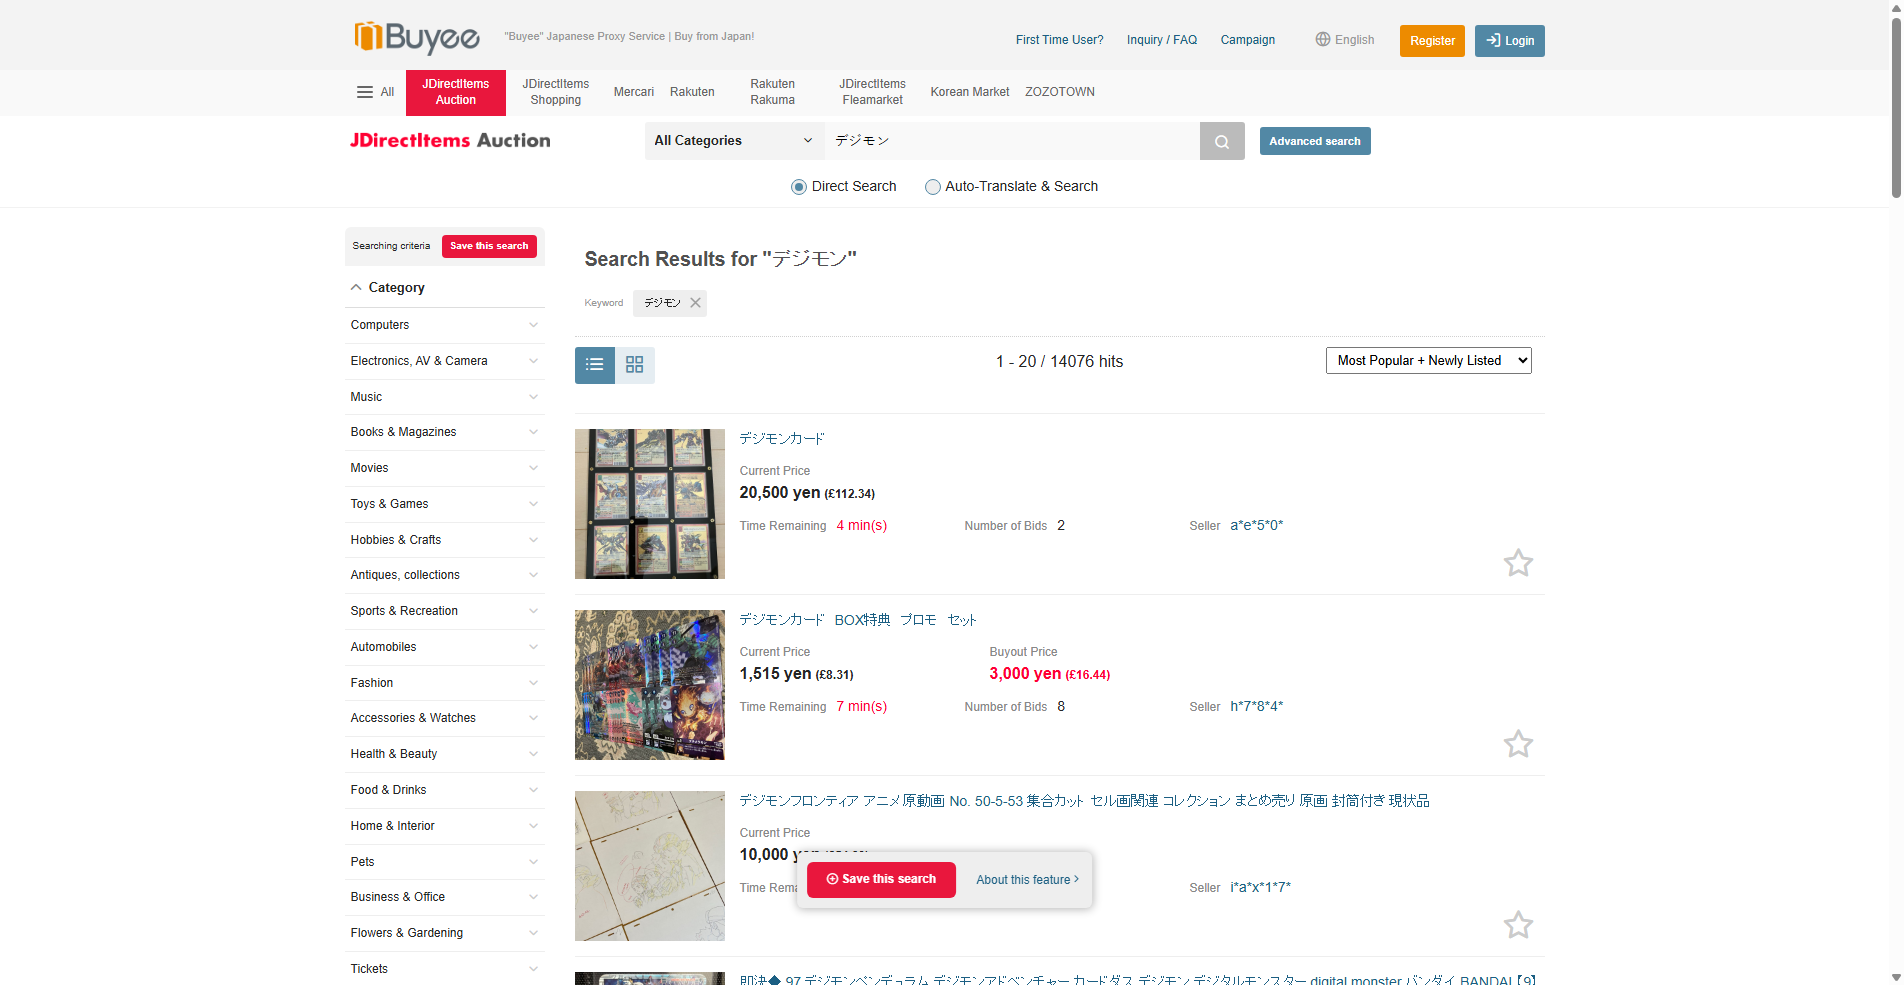 Buyee
"Buyee" Japanese Proxy Service | Buy from Japan!
First Time User?
Inquiry / FAQ
Campaign
English
Register
Login
All
JDirectItems Auction
JDirectItems Shopping
Mercari
Rakuten
Rakuten Rakuma
JDirectItems Fleamarket
Korean Market
ZOZOTOWN
JDirectItems Auction
All Categories
デジモン
Advanced search
Direct Search
Auto-Translate & Search
Searching criteria
Save this search
Category
Computers
Electronics, AV & Camera
Music
Books & Magazines
Movies
Toys & Games
Hobbies & Crafts
Antiques, collections
Sports & Recreation
Automobiles
Fashion
Accessories & Watches
Health & Beauty
Food & Drinks
Home & Interior
Pets
Business & Office
Flowers & Gardening
Tickets
Search Results for "デジモン"
Keyword デジモン
1 - 20 / 14076 hits
Most Popular + Newly Listed
デジモンカード
Current Price
20,500 yen (£112.34)
Time Remaining 4 min(s) Number of Bids 2 Seller a*e*5*0*
デジモンカード BOX特典 プロモ セット
Current Price Buyout Price
1,515 yen (£8.31) 3,000 yen (£16.44)
Time Remaining 7 min(s) Number of Bids 8 Seller h*7*8*4*
デジモンフロンティア アニメ原動画 No. 50-5-53 集合カット セル画関連 コレクション まとめ売り 原画 封筒付き 現状品
Current Price
10,000
Time Seller i*a*x*1*7*
Save this search
About this feature
即決◆ 97 デジモンペンデュラム デジモンアドベンチャー カードダス デジモン デジタルモンスター digital monster バンダイ BANDAI【9】